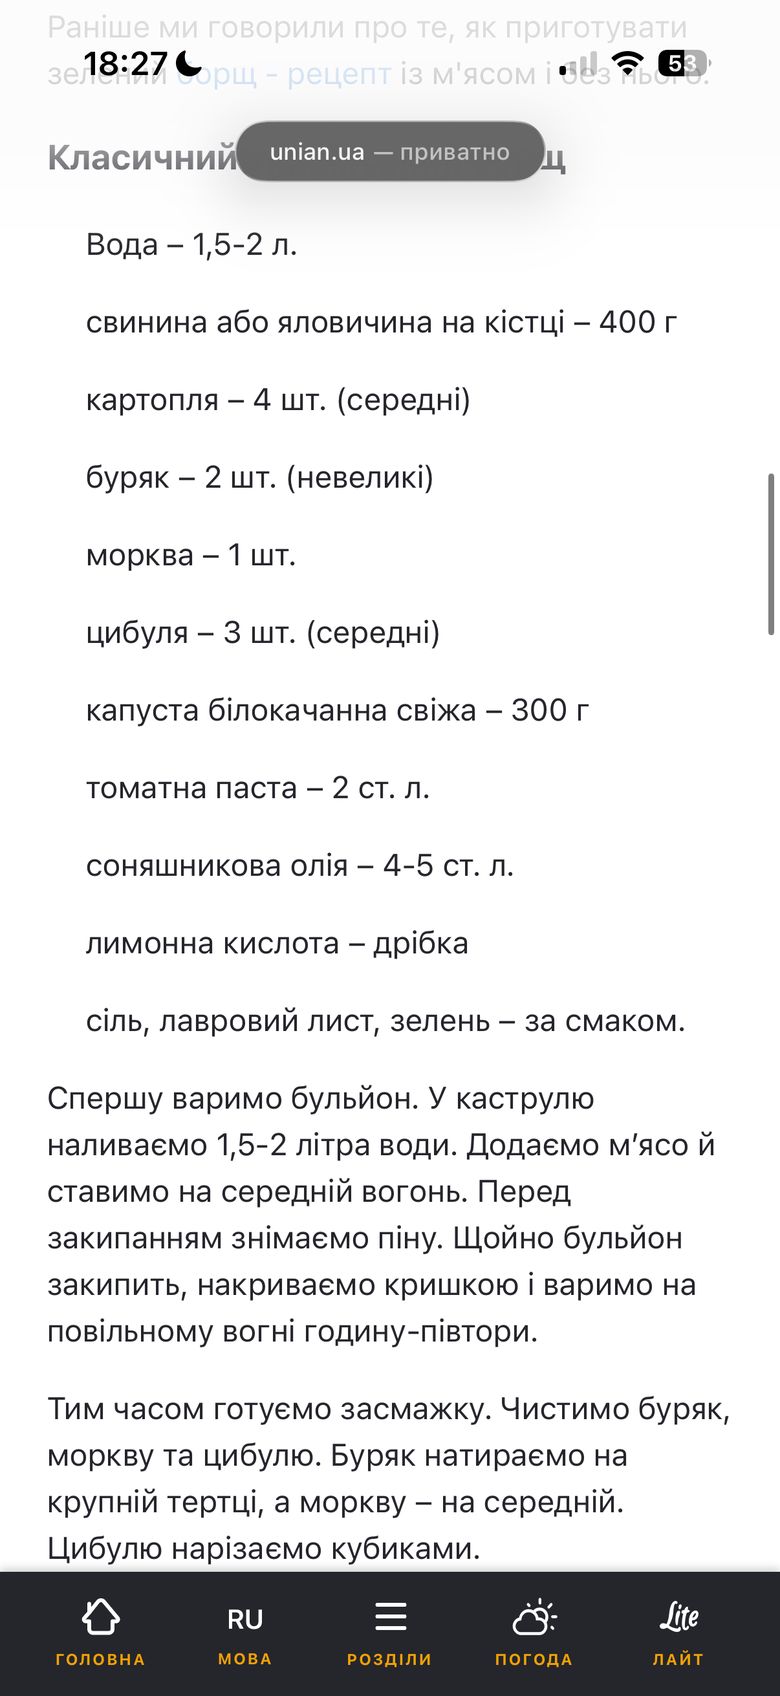 Раніше ми говорили про те, як приготувати
18:27
53
зелений борщ - рецепт із м'ясом і без нього.
unian.ua — приватно
Класичний щ
Вода – 1,5-2 л.
свинина або яловичина на кістці – 400 г
картопля – 4 шт. (середні)
буряк – 2 шт. (невеликі)
морква – 1 шт.
цибуля – 3 шт. (середні)
капуста білокачанна свіжа – 300 г
томатна паста – 2 ст. л.
соняшникова олія – 4-5 ст. л.
лимонна кислота – дрібка
сіль, лавровий лист, зелень – за смаком.
Спершу варимо бульйон. У каструлю
наливаємо 1,5-2 літра води. Додаємо м’ясо й
ставимо на середній вогонь. Перед
закипанням знімаємо піну. Щойно бульйон
закипить, накриваємо кришкою і варимо на
повільному вогні годину-півтори.
Тим часом готуємо засмажку. Чистимо буряк,
моркву та цибулю. Буряк натираємо на
крупній тертці, а моркву – на середній.
Цибулю нарізаємо кубиками.
RU
Lite
ГОЛОВНА МОВА РОЗДІЛИ ПОГОДА ЛАЙТ